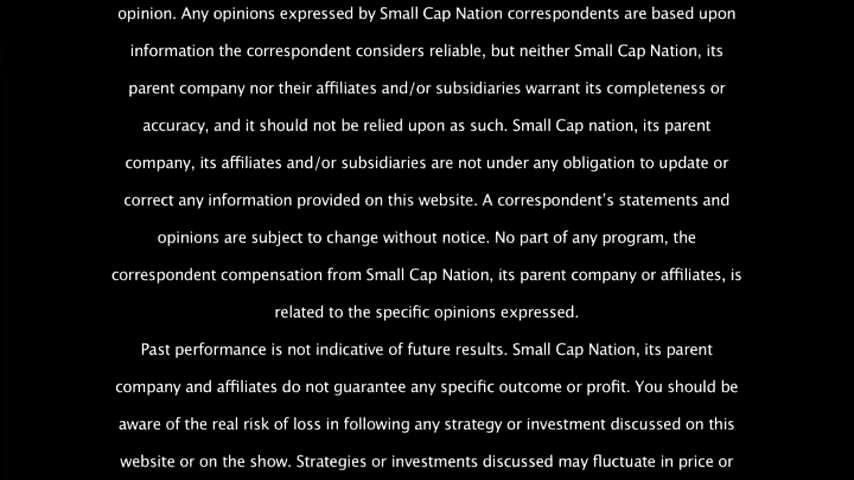 opinion. Any opinions expressed by Small Cap Nation correspondents are based upon
information the correspondent considers reliable, but neither Small Cap Nation, its
parent company nor their affiliates and/or subsidiaries warrant its completeness or
accuracy, and it should not be relied upon as such. Small Cap nation, its parent
company, its affiliates and/or subsidiaries are not under any obligation to update or
correct any information provided on this website. A correspondent's statements and
opinions are subject to change without notice. No part of any program, the
correspondent compensation from Small Cap Nation, its parent company or affiliates, is
related to the specific opinions expressed.
Past performance is not indicative of future results. Small Cap Nation, its parent
company and affiliates do not guarantee any specific outcome or profit. You should be
aware of the real risk of loss in following any strategy or investment discussed on this
website or on the show. Strategies or investments discussed may fluctuate in price or